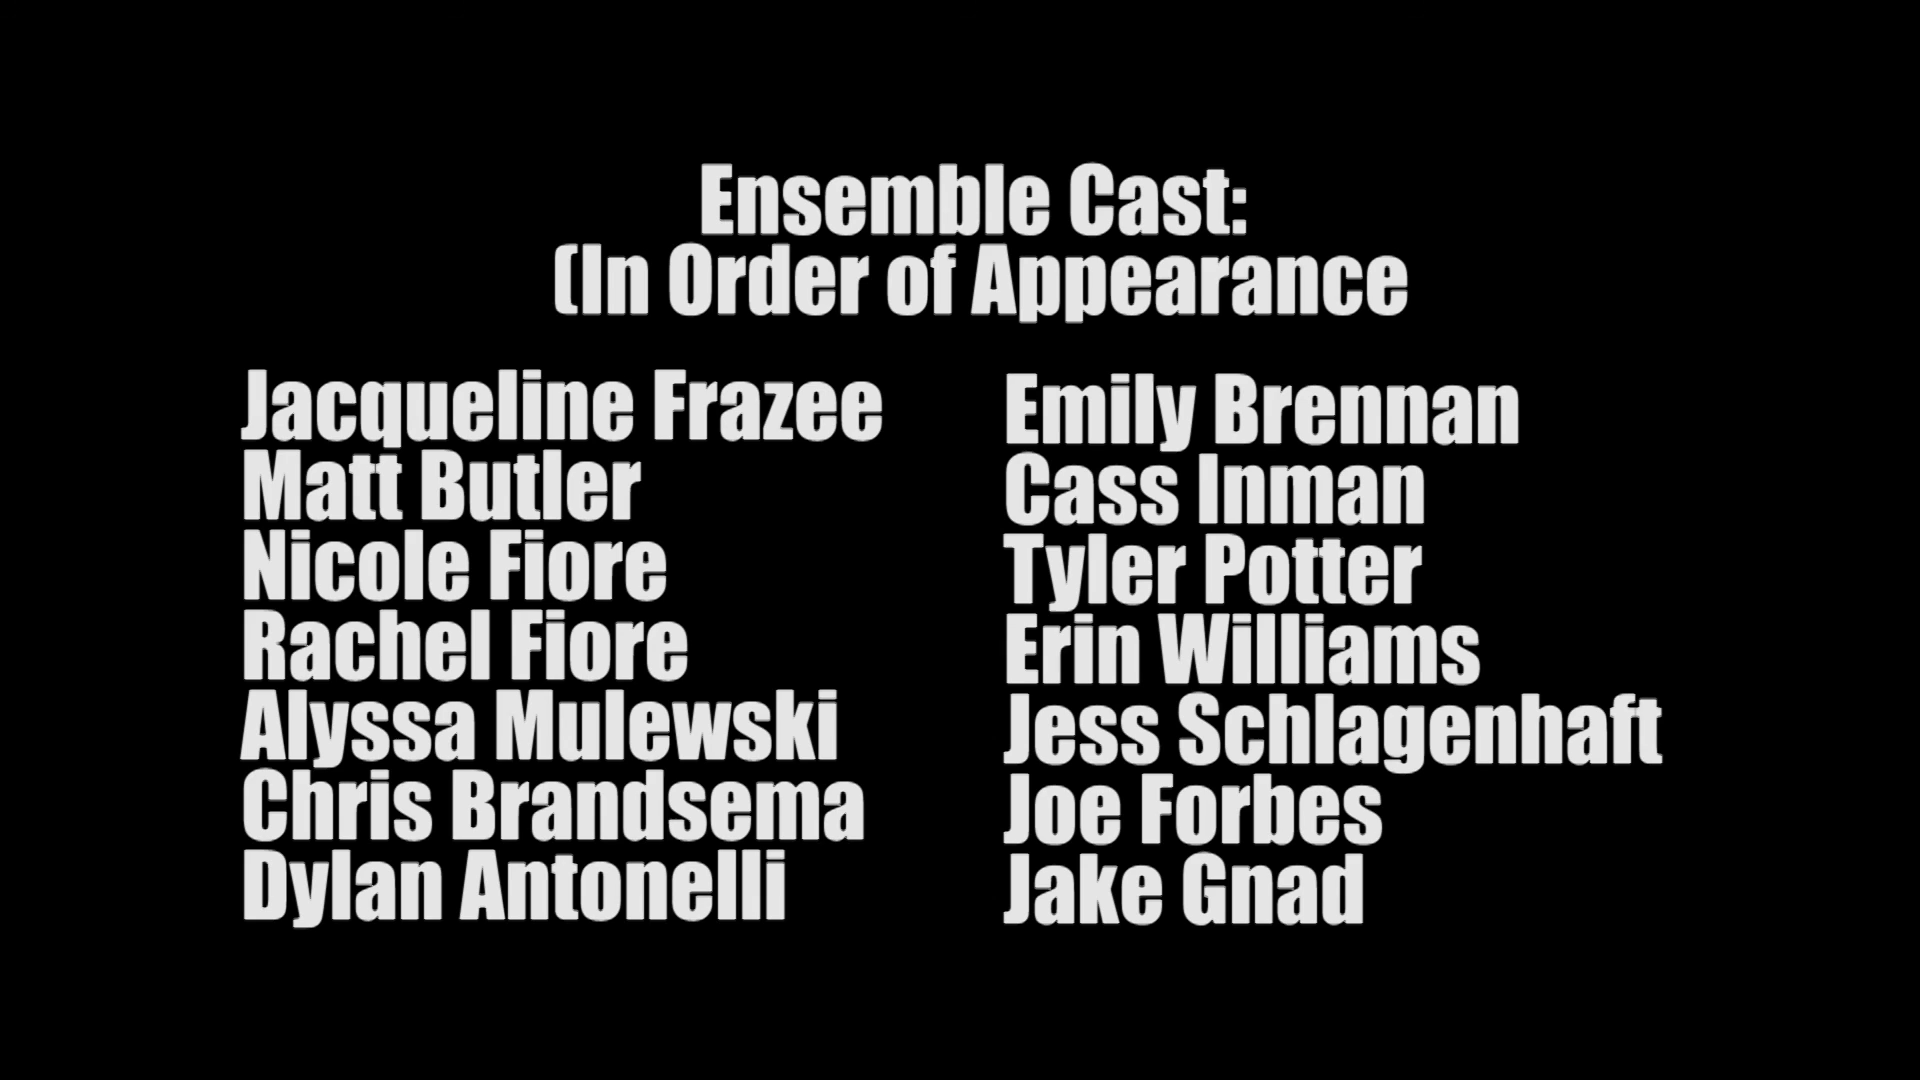 Ensemble Cast:
(In Order of Appearance
Jacqueline Frazee
Matt Butler
Nicole Fiore
Rachel Fiore
Alyssa Mulewski
Chris Brandsema
Dylan Antonelli
Emily Brennan
Cass Inman
Tyler Potter
Erin Williams
Jess Schlagenhaft
Joe Forbes
Jake Gnad